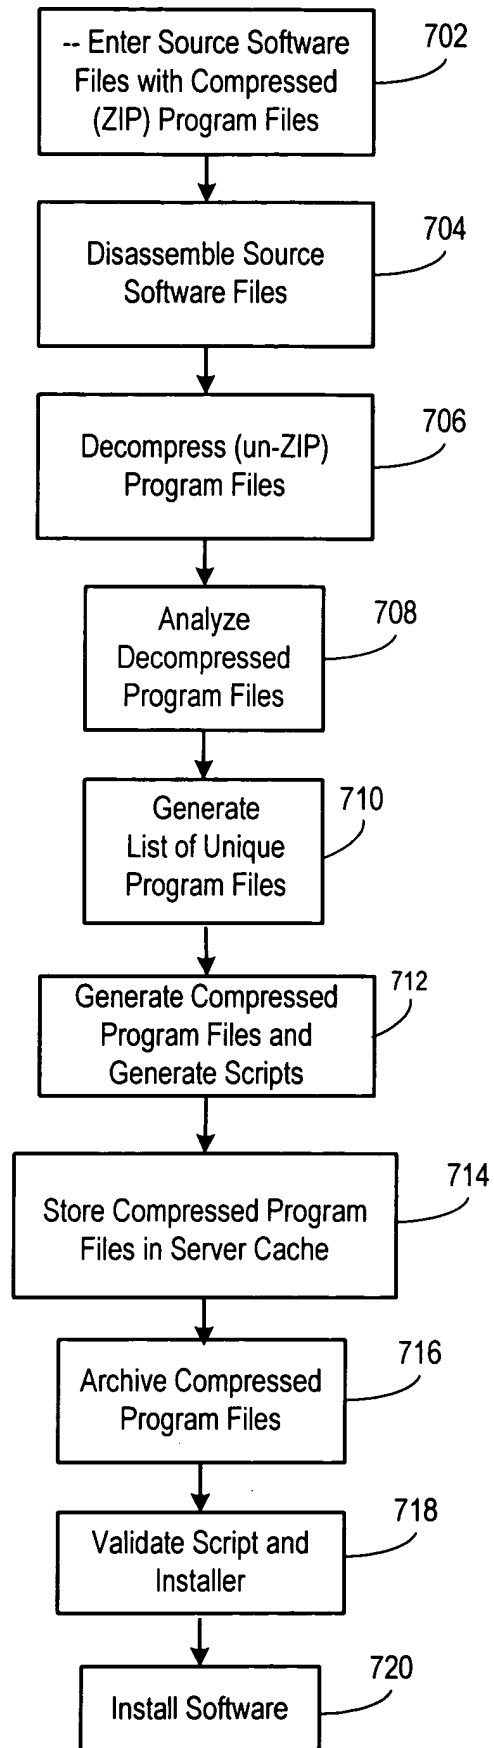 -- Enter Source Software
Files with Compressed
(ZIP) Program Files
702
Disassemble Source
Software Files
704
Decompress (un-ZIP)
Program Files
706
Analyze
Decompressed
Program Files
708
Generate
List of Unique
Program Files
710
Generate Compressed
Program Files and
Generate Scripts
712
Store Compressed Program
Files in Server Cache
714
Archive Compressed
Program Files
716
Validate Script and
Installer
718
Install Software
720